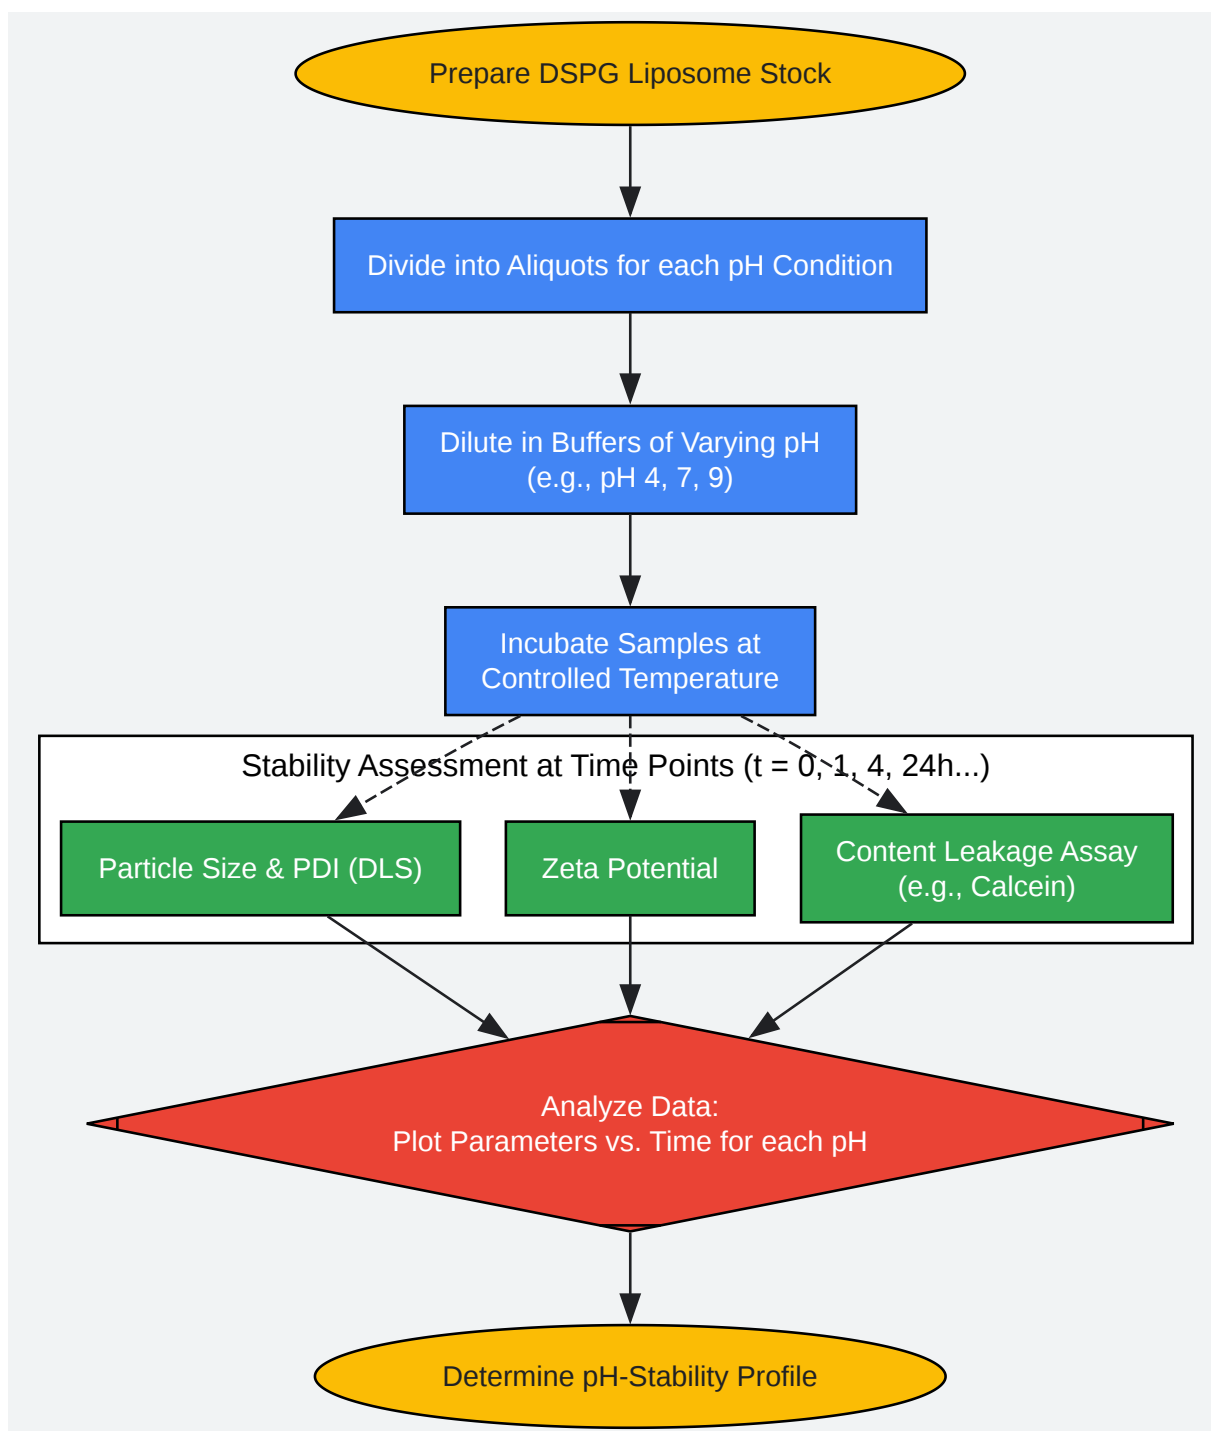 Prepare DSPG Liposome Stock
Divide into Aliquots for each pH Condition
Dilute in Buffers of Varying pH
(e.g., pH 4, 7, 9)
Incubate Samples at
Controlled Temperature
Stability Assessment at Time Points (t = 0, 1, 4, 24h...)
Particle Size & PDI (DLS)
Zeta Potential
Content Leakage Assay
(e.g., Calcein)
Analyze Data:
Plot Parameters vs. Time for each pH
Determine pH-Stability Profile